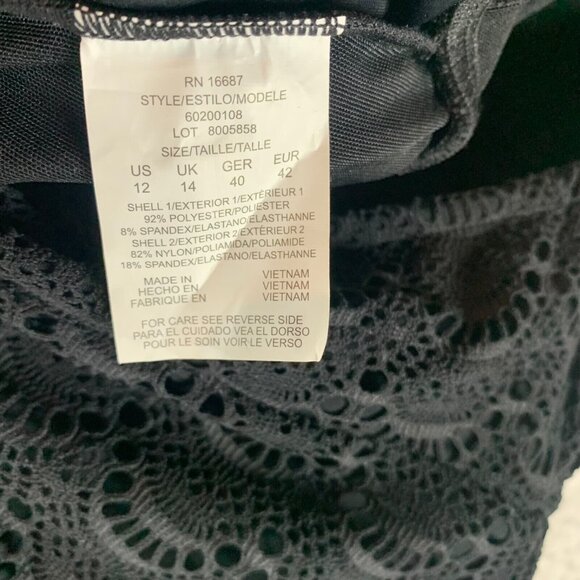 RN 16687
STYLE/ESTILO/MODELE
60200108
LOT 8005858
SIZE/TAILLE/TALLE
US UK GER EUR
12 14 40 42
SHELL 1/EXTERIOR 1/EXTÉRIEUR 1
92% POLYESTER/POLIESTER
8% SPANDEX/ELASTANO/ELASTHANNE
SHELL 2/EXTERIOR 2/EXTÉRIEUR 2
82% NYLON/POLIAMIDA/POLIAMIDE
18% SPANDEX/ELASTANO/ELASTHANNE
MADE IN VIETNAM
HECHO EN VIETNAM
FABRIQUE EN VIETNAM
FOR CARE SEE REVERSE SIDE
PARA EL CUIDADO VEA EL DORSO
POUR LE SOIN VOIR LE VERSO